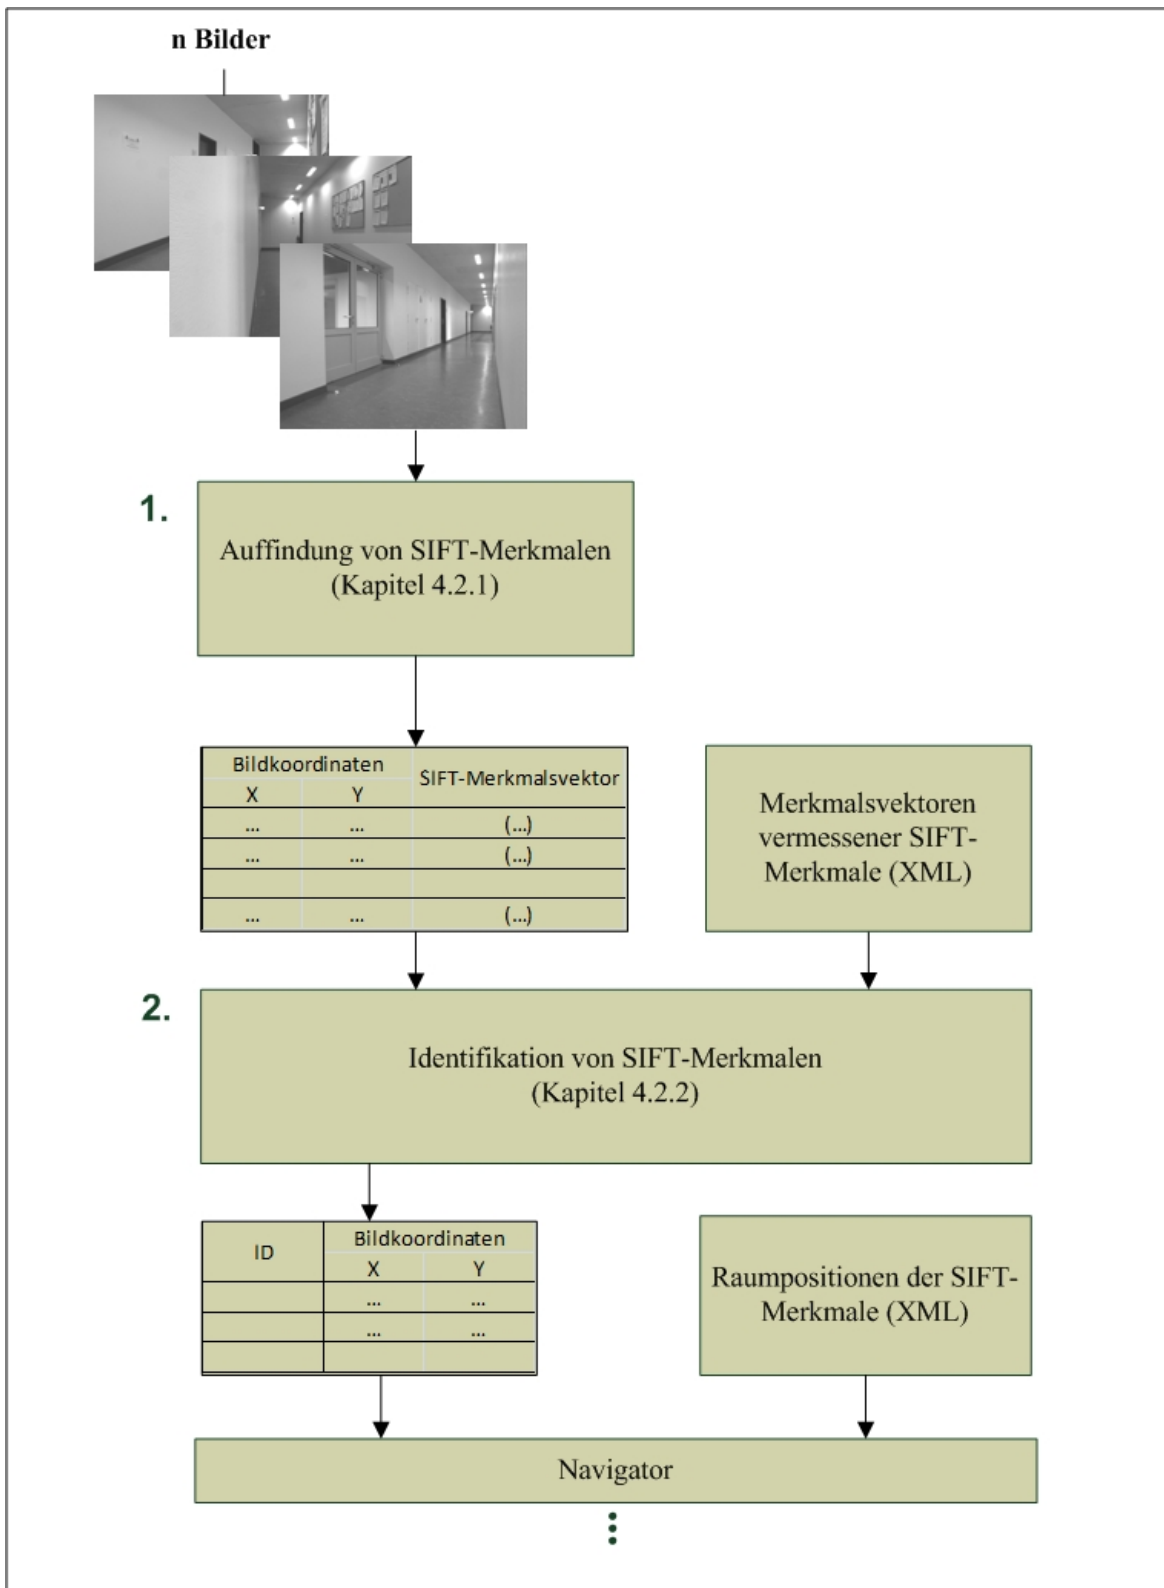 n Bilder
1.
Auffindung von SIFT-Merkmalen
(Kapitel 4.2.1)
Bildkoordinaten SIFT-Merkmalsvektor
X Y
... ... (...)
... ... (...)
... ... (...)
Merkmalsvektoren
vermessener SIFT-
Merkmale (XML)
2.
Identifikation von SIFT-Merkmalen
(Kapitel 4.2.2)
ID Bildkoordinaten
X Y
... ...
... ...
Raumpositionen der SIFT-
Merkmale (XML)
Navigator